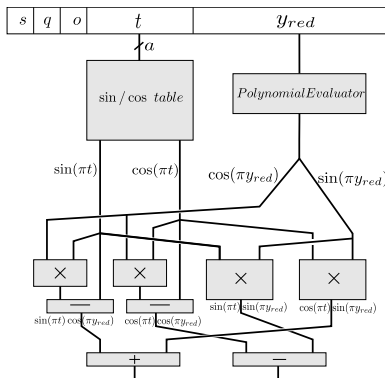 s q o t y_red
a
sin / cos table
PolynomialEvaluator
sin(πt) cos(πt) cos(πy_red) sin(πy_red)
× × × ×
— —
sin(πt) cos(πy_red) cos(πt) cos(πy_red) sin(πt) sin(πy_red) cos(πt) sin(πy_red)
+ −